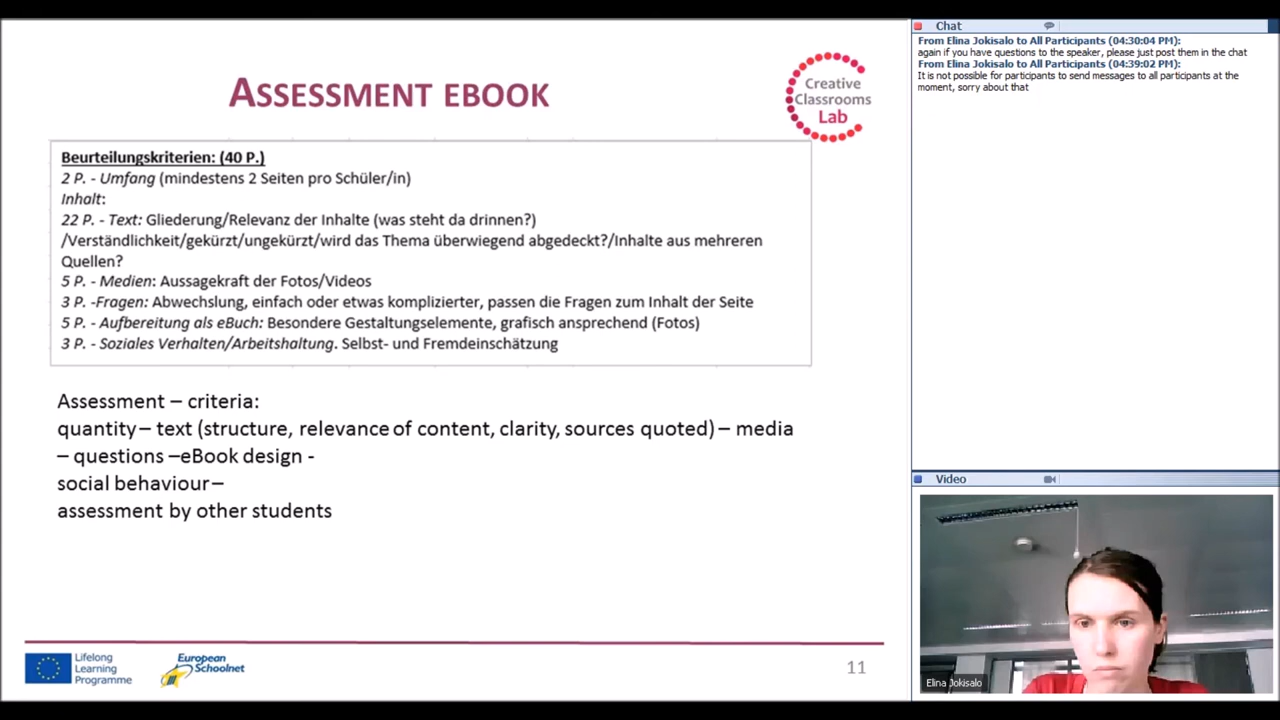 ASSESSMENT EBOOK
Creative
Classrooms
Lab
Beurteilungskriterien: (40 P.)
2 P. - Umfang (mindestens 2 Seiten pro Schüler/in)
Inhalt:
22 P. - Text: Gliederung/Relevanz der Inhalte (was steht da drinnen?)
/Verständlichkeit/gekürzt/ungekürzt/wird das Thema überwiegend abgedeckt?/Inhalte aus mehreren
Quellen?
5 P. - Medien: Aussagekraft der Fotos/Videos
3 P. -Fragen: Abwechslung, einfach oder etwas komplizierter, passen die Fragen zum Inhalt der Seite
5 P. - Aufbereitung als eBuch: Besondere Gestaltungselemente, grafisch ansprechend (Fotos)
3 P. - Soziales Verhalten/Arbeitshaltung. Selbst- und Fremdeinschätzung
Assessment – criteria:
quantity – text (structure, relevance of content, clarity, sources quoted) – media
– questions –eBook design -
social behaviour –
assessment by other students
Lifelong
Learning
Programme
European
Schoolnet
11
Chat
From Elina Jokisalo to All Participants (04:30:04 PM):
again if you have questions to the speaker, please just post them in the chat
From Elina Jokisalo to All Participants (04:39:02 PM):
It is not possible for participants to send messages to all participants at the
moment, sorry about that
Video
Elina Jokisalo